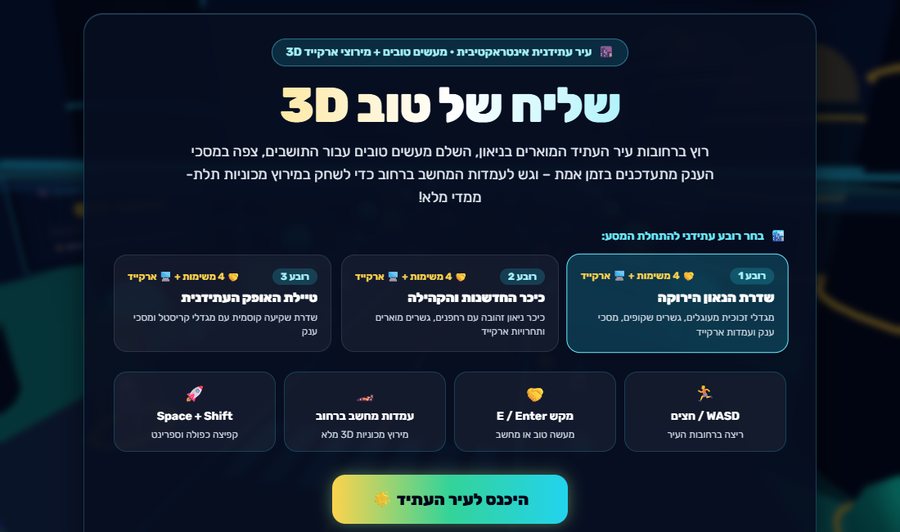 עיר עתידנית אינטראקטיבית • מעשים טובים + מירוצי ארקייד 3D
שליח של טוב 3D
רוץ ברחובות עיר העתיד המוארים בניאון, השלם מעשים טובים עבור התושבים, צפה במסכי
הענק מתעדכנים בזמן אמת – וגש לעמדות המחשב ברחוב כדי לשחק במירוץ מכוניות תלת-
ממדי מלא!
בחר רובע עתידני להתחלת המסע:
רובע 1
4 משימות + ארקייד
שדרת הגאון הירוקה
מגדלי זכוכית מעוגלים, גשרים שקופים, מסכי
ענק ועמדות ארקייד
רובע 2
4 משימות + ארקייד
כיכר החדשנות והקהילה
כיכר ניאון זהובה עם רחפנים, גשרים מוארים
ותחרויות ארקייד
רובע 3
4 משימות + ארקייד
טיילת האופק העתידנית
שדרת שקיעה קוסמית עם מגדלי קריסטל ומסכי
ענק
WASD / חצים
ריצה ברחובות העיר
מקש E / Enter
מעשה טוב או מחשב
עמדות מחשב ברחוב
מירוץ מכוניות 3D מלא
Space + Shift
קפיצה כפולה וספרינט
היכנס לעיר העתיד